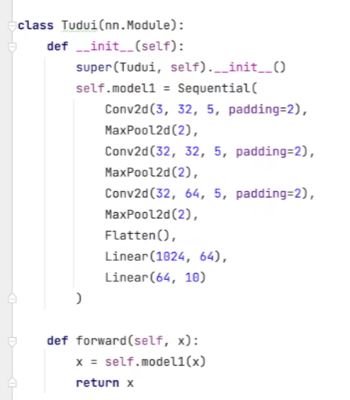 class Tudui(nn.Module):
    def __init__(self):
        super(Tudui, self).__init__()
        self.model1 = Sequential(
            Conv2d(3, 32, 5, padding=2),
            MaxPool2d(2),
            Conv2d(32, 32, 5, padding=2),
            MaxPool2d(2),
            Conv2d(32, 64, 5, padding=2),
            MaxPool2d(2),
            Flatten(),
            Linear(1024, 64),
            Linear(64, 10)
        )
    def forward(self, x):
        x = self.model1(x)
        return x